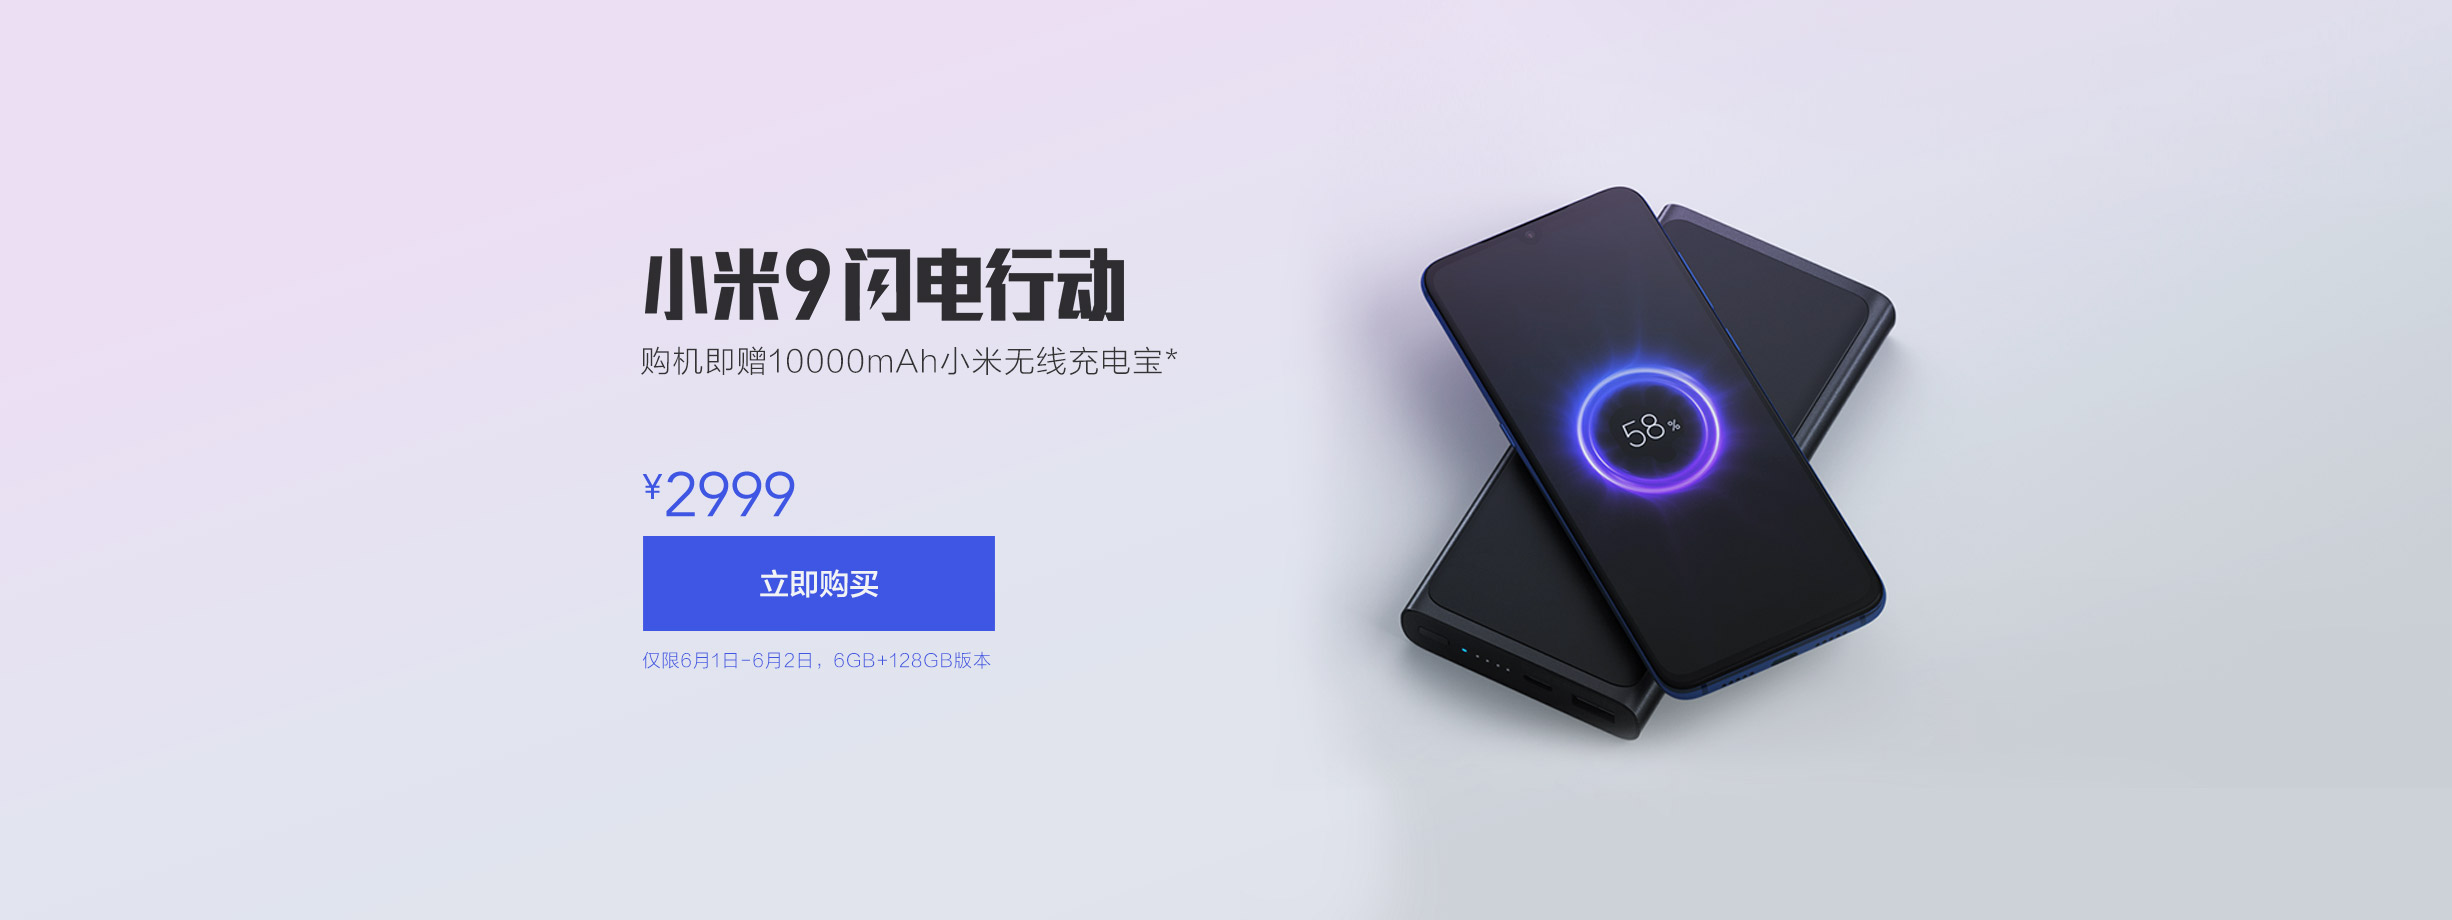 小米9 闪电行动
购机即赠10000mAh小米无线充电宝*
¥2999
立即购买
仅限6月1日-6月2日，6GB+128GB版本
58%